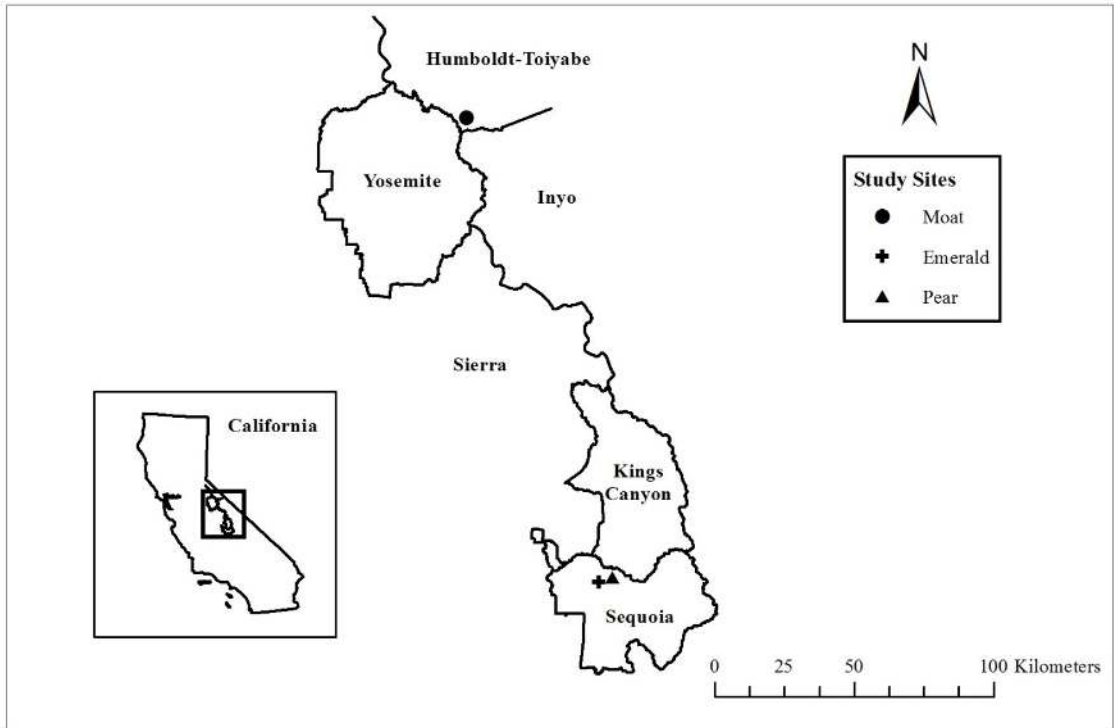 Humboldt-Toiyabe
N
Yosemite
Inyo
Study Sites
Moat
Emerald
Pear
Sierra
California
Kings
Canyon
Sequoia
0 25 50 100 Kilometers